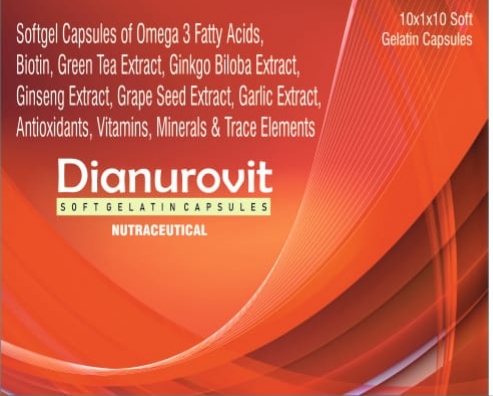 Softgel Capsules of Omega 3 Fatty Acids,
Biotin, Green Tea Extract, Ginkgo Biloba Extract,
Ginseng Extract, Grape Seed Extract, Garlic Extract,
Antioxidants, Vitamins, Minerals & Trace Elements
10x1x10 Soft
Gelatin Capsules
Dianurovit
SOFT GELATIN CAPSULES
NUTRACEUTICAL